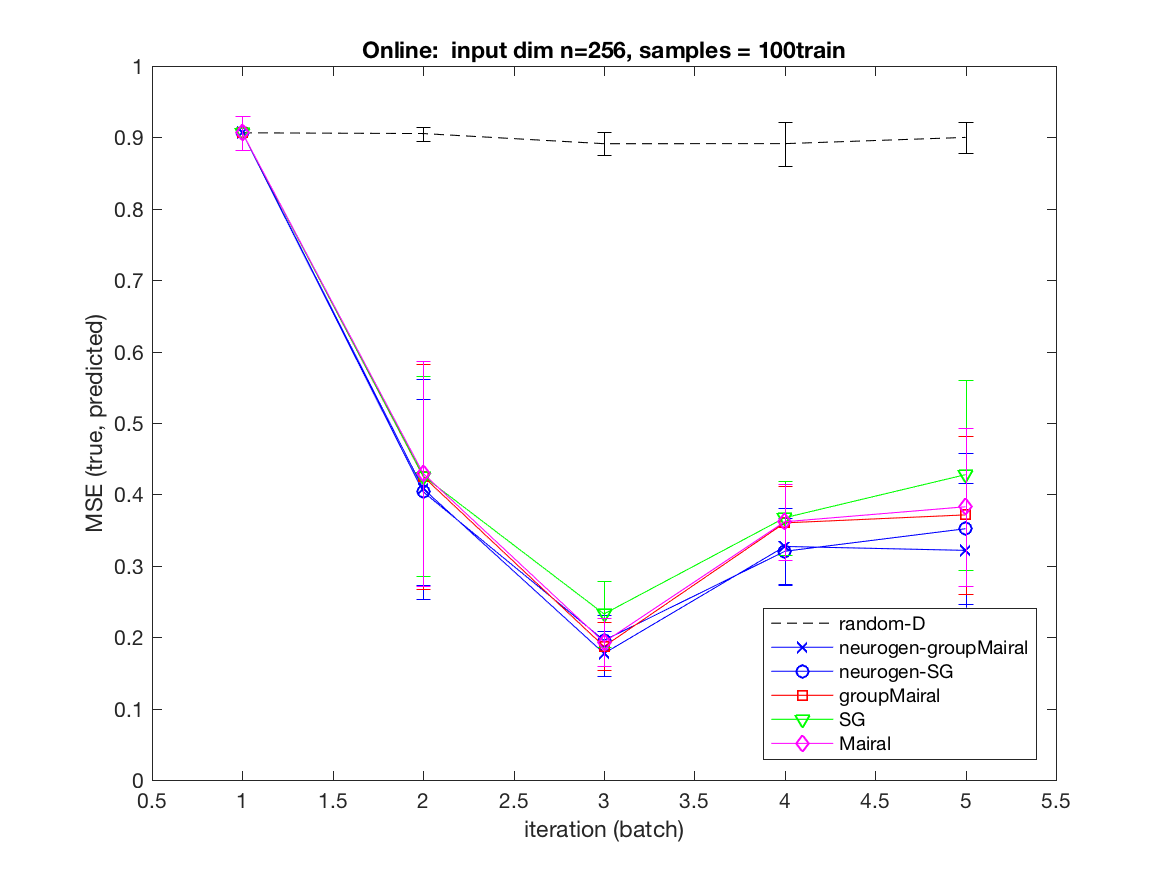 Online:  input dim n=256, samples = 100train
1
0.9
0.8
0.7
0.6
0.5
0.4
0.3
0.2
0.1
0
MSE (true, predicted)
random-D
neurogen-groupMairal
neurogen-SG
groupMairal
SG
Mairal
0.5 1 1.5 2 2.5 3 3.5 4 4.5 5 5.5
iteration (batch)